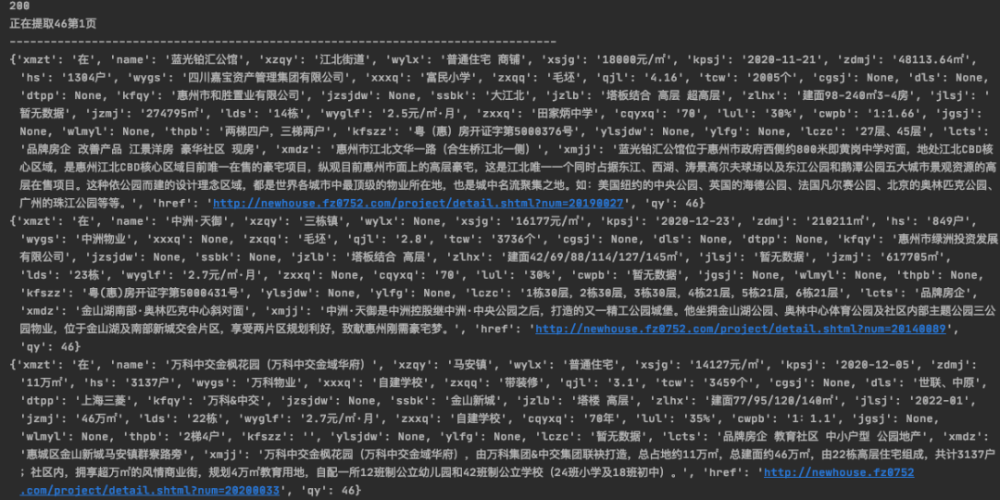 200
正在提取46第1页
--------------------------------------------------------------------------------
{'xmzt': '在', 'name': '蓝光铂汇公馆', 'xzqy': '江北街道', 'wylx': '普通住宅 商铺', 'xsjg': '18000元/㎡', 'kpsj': '2020-11-21', 'zdmj': '48113.64㎡',
'hs': '1304户', 'wygs': '四川嘉宝资产管理集团有限公司', 'xxxq': '富民小学', 'zxqq': '毛坯', 'qjl': '4.16', 'tcw': '2005个', 'cgsj': None, 'dls': None,
'dtpp': None, 'kfqy': '惠州市和胜置业有限公司', 'jzsjdw': None, 'ssbk': '大江北', 'jzlb': '塔板结合 高层 超高层', 'zlhx': '建面98-240㎡3-4房', 'jlsj': '
暂无数据', 'jzmj': '274795㎡', 'lds': '14栋', 'wyglf': '2.5元/㎡·月', 'zxxq': '田家炳中学', 'cqyxq': '70', 'lul': '30%', 'cwpb': '1:1.66', 'jgsj':
None, 'wlmyl': None, 'thpb': '两梯四户, 三梯两户', 'kfszz': '粤（惠）房开证字第5000376号', 'ylsjdw': None, 'ylfg': None, 'lczc': '27层、45层', 'lcts':
'品牌房企 改善产品 江景洋房 豪华社区 现房', 'xmdz': '惠州市江北文华一路（合生桥江北一侧）', 'xmjj': '蓝光铂汇公馆位于惠州市政府西侧约800米即黄岗中学对面，地处江北CBD核
心区域，是惠州江北CBD核心区域目前唯一在售的豪宅项目，纵观目前惠州市面上的高层豪宅，这是江北唯一一个同时占据东江、西湖、涛景高尔夫球场以及东江公园和鹅潭公园五大城市景观资源的高
层在售项目。这种依公园而建的设计理念区域，都是世界各城市中最顶级的物业所在地，也是城中名流聚集之地。如：美国纽约的中央公园、英国的海德公园、法国凡尔赛公园、北京的奥林匹克公园、
广州的珠江公园等等。', 'href': 'http://newhouse.fz0752.com/project/detail.shtml?num=20190027', 'qy': 46}
{'xmzt': '在', 'name': '中洲·天御', 'xzqy': '三栋镇', 'wylx': None, 'xsjg': '16177元/㎡', 'kpsj': '2020-12-23', 'zdmj': '210211㎡', 'hs': '849户',
'wygs': '中洲物业', 'xxxq': None, 'zxqq': '毛坯', 'qjl': '2.8', 'tcw': '3736个', 'cgsj': None, 'dls': None, 'dtpp': None, 'kfqy': '惠州市绿洲投资发展
有限公司', 'jzsjdw': None, 'ssbk': None, 'jzlb': '塔板结合 高层', 'zlhx': '建面42/69/88/114/127/145㎡', 'jlsj': '暂无数据', 'jzmj': '617705㎡',
'lds': '23栋', 'wyglf': '2.7元/㎡·月', 'zxxq': None, 'cqyxq': '70', 'lul': '30%', 'cwpb': '暂无数据', 'jgsj': None, 'wlmyl': None, 'thpb': None,
'kfszz': '粤(惠)房开证字第5000431号', 'ylsjdw': None, 'ylfg': None, 'lczc': '1栋30层, 2栋30层, 3栋30层, 4栋21层, 5栋21层, 6栋21层', 'lcts': '品牌房企',
'xmdz': '金山湖南部·奥林匹克中心斜对面', 'xmjj': '中洲·天御是中洲控股继中洲·中央公园之后，打造的又一精工公园城堡。他坐拥金山湖公园、奥林中心体育公园及社区内部主题公园三公
园物业，位于金山湖及南部新城交会片区，享受两片区规划利好，致献惠州刚需豪宅梦。', 'href': 'http://newhouse.fz0752.com/project/detail.shtml?num=20140089',
'qy': 46}
{'xmzt': '在', 'name': '万科中交金枫花园（万科中交金域华府）', 'xzqy': '马安镇', 'wylx': '普通住宅', 'xsjg': '14127元/㎡', 'kpsj': '2020-12-05', 'zdmj':
'11万㎡', 'hs': '3137户', 'wygs': '万科物业', 'xxxq': '自建学校', 'zxqq': '带装修', 'qjl': '3.1', 'tcw': '3459个', 'cgsj': None, 'dls': '世联、中原',
'dtpp': '上海三菱', 'kfqy': '万科&中交', 'jzsjdw': None, 'ssbk': '金山新城', 'jzlb': '塔楼 高层', 'zlhx': '建面77/95/120/140㎡', 'jlsj': '2022-01',
'jzmj': '46万㎡', 'lds': '22栋', 'wyglf': '2.7元/㎡·月', 'zxxq': '自建学校', 'cqyxq': '70年', 'lul': '35%', 'cwpb': '1：1.1', 'jgsj': None,
'wlmyl': None, 'thpb': '2梯4户', 'kfszz': '', 'ylsjdw': None, 'ylfg': None, 'lczc': '暂无数据', 'lcts': '品牌房企 教育社区 中小户型 公园地产', 'xmdz':
'惠城区金山新城马安镇群寮路旁', 'xmjj': '万科中交金枫花园（万科中交金域华府），由万科集团&中交集团联袂打造，总占地约11万㎡，总建面约46万㎡，由22栋高层住宅组成，共计3137户
；社区内，拥享超万㎡的风情商业街，规划4万㎡教育用地，自配一所12班制公立幼儿园和42班制公立学校（24班小学及18班初中）。', 'href': 'http://newhouse.fz0752
.com/project/detail.shtml?num=20200033', 'qy': 46}